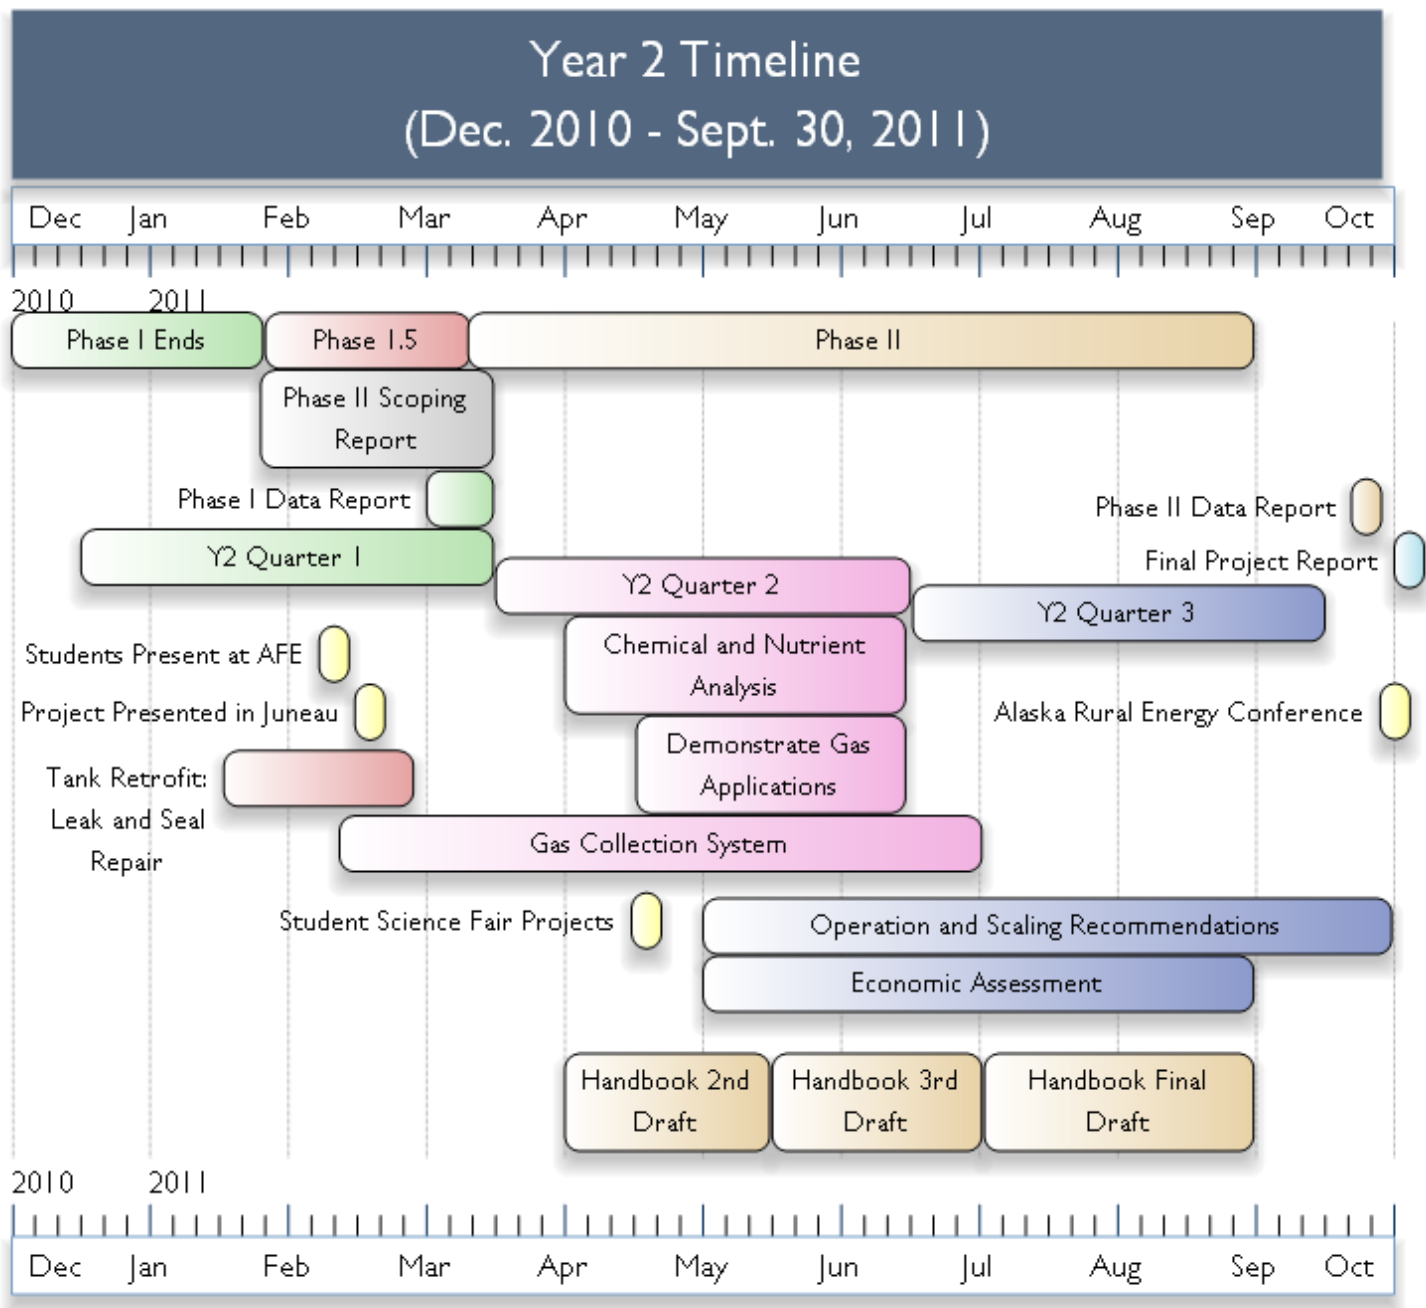 Year 2 Timeline
(Dec. 2010 - Sept. 30, 2011)
Dec Jan Feb Mar Apr May Jun Jul Aug Sep Oct
2010 2011
Phase I Ends Phase 1.5 Phase II
Phase II Scoping
Report
Phase I Data Report
Phase II Data Report
Y2 Quarter 1
Final Project Report
Y2 Quarter 2
Y2 Quarter 3
Students Present at AFE
Chemical and Nutrient
Analysis
Project Presented in Juneau
Alaska Rural Energy Conference
Demonstrate Gas
Applications
Tank Retrofit:
Leak and Seal
Repair
Gas Collection System
Student Science Fair Projects
Operation and Scaling Recommendations
Economic Assessment
Handbook 2nd
Draft
Handbook 3rd
Draft
Handbook Final
Draft
2010 2011
Dec Jan Feb Mar Apr May Jun Jul Aug Sep Oct